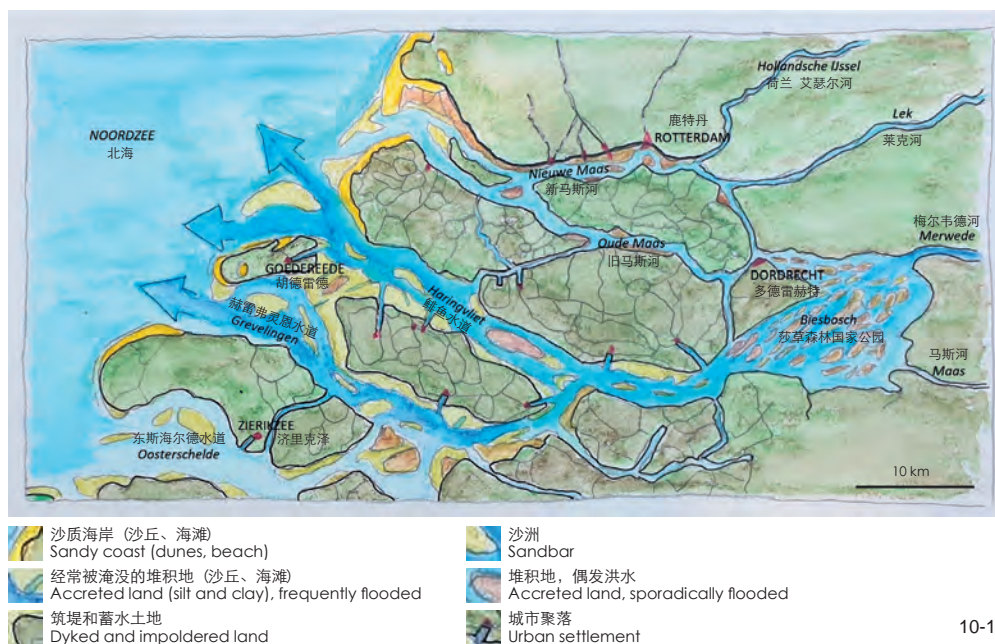 Hollandsche IJssel
荷兰 艾瑟尔河
Lek
莱克河
鹿特丹
ROTTERDAM
NOORDZEE
北海
Nieuwe Maas
新马斯河
梅尔韦德河
Merwede
Oude Maas
旧马斯河
GOEDEREEDE
胡德雷德
DORDRECHT
多德雷赫特
Haringvliet
鲱鱼水道
赫雷弗灵恩水道
Grevelingen
Biesbosch
莎草森林国家公园
马斯河
Maas
ZIERIKZEE
济里克泽
东斯海尔德水道
Oosterschelde
10 km
沙质海岸（沙丘、海滩）
Sandy coast (dunes, beach)
经常被淹没的堆积地（沙丘、海滩）
Accreted land (silt and clay), frequently flooded
筑堤和蓄水土地
Dyked and impoldered land
沙洲
Sandbar
堆积地，偶发洪水
Accreted land, sporadically flooded
城市聚落
Urban settlement
10-1